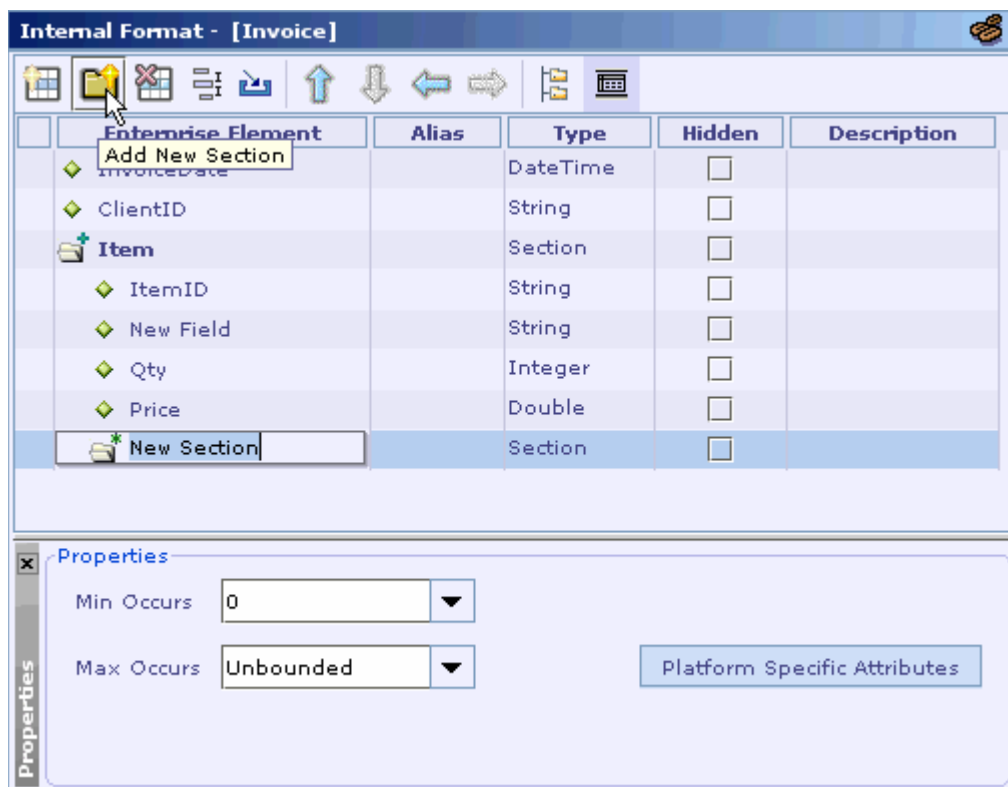 Internal Format - [Invoice]
Enterprise Element Alias Type Hidden Description
Add New Section
InvoiceDate DateTime
ClientID String
Item Section
ItemID String
New Field String
Qty Integer
Price Double
New Section Section
Properties
Min Occurs 0
Max Occurs Unbounded Platform Specific Attributes
Properties